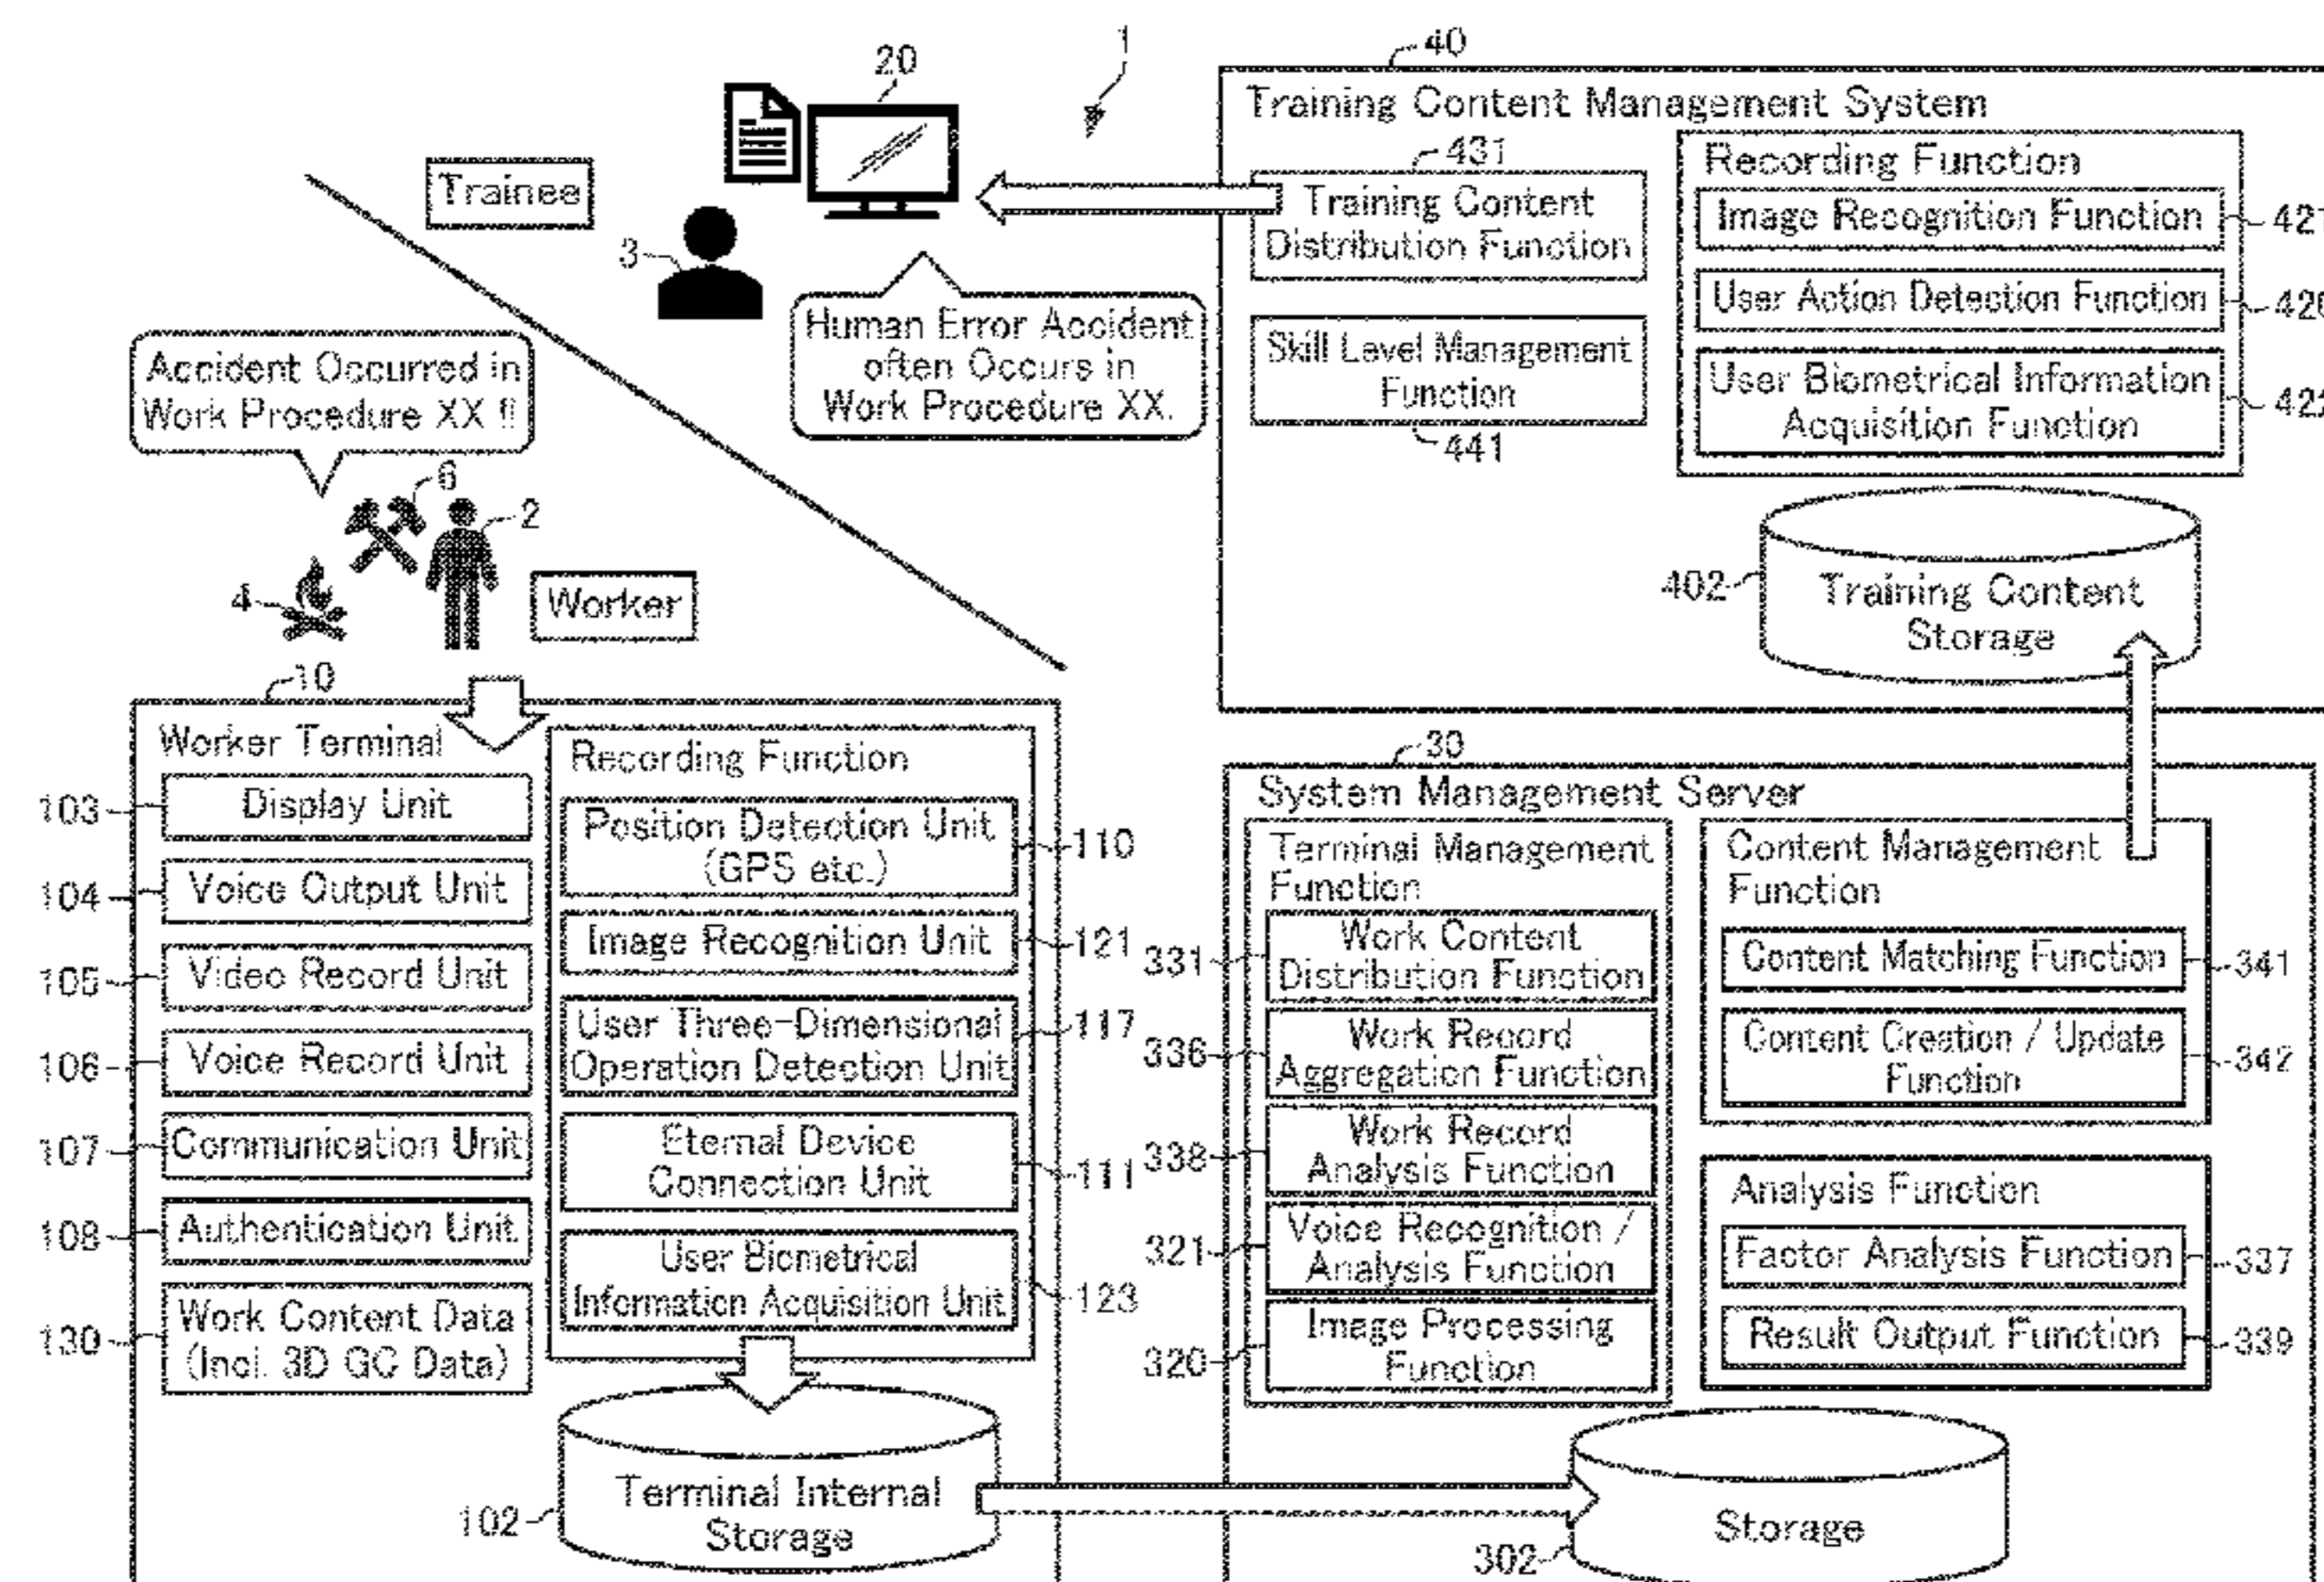 1
20
Trainee
3
Human Error Accident
often Occurs in
Work Procedure XX.
Accident Occurred in
Work Procedure XX !!
6
2
4
Worker
40
Training Content Management System
431
Training Content
Distribution Function
Skill Level Management
Function
441
Recording Function
Image Recognition Function
421
User Action Detection Function
420
User Biometrical Information
Acquisition Function
402
Training Content
Storage
10
Worker Terminal
103
Display Unit
104
Voice Output Unit
105
Video Record Unit
106
Voice Record Unit
107
Communication Unit
108
Authentication Unit
130
Work Content Data
(Incl. 3D GC Data)
Recording Function
Position Detection Unit
(GPS etc.)
110
Image Recognition Unit
121
User Three-Dimensional
Operation Detection Unit
117
Eternal Device
Connection Unit
111
User Biometrical
Information Acquisition Unit
123
102
Terminal Internal
Storage
30
System Management Server
Terminal Management
Function
331
Work Content
Distribution Function
336
Work Record
Aggregation Function
338
Work Record
Analysis Function
321
Voice Recognition /
Analysis Function
320
Image Processing
Function
Content Management
Function
Content Matching Function
341
Content Creation / Update
Function
342
Analysis Function
Factor Analysis Function
337
Result Output Function
339
302
Storage